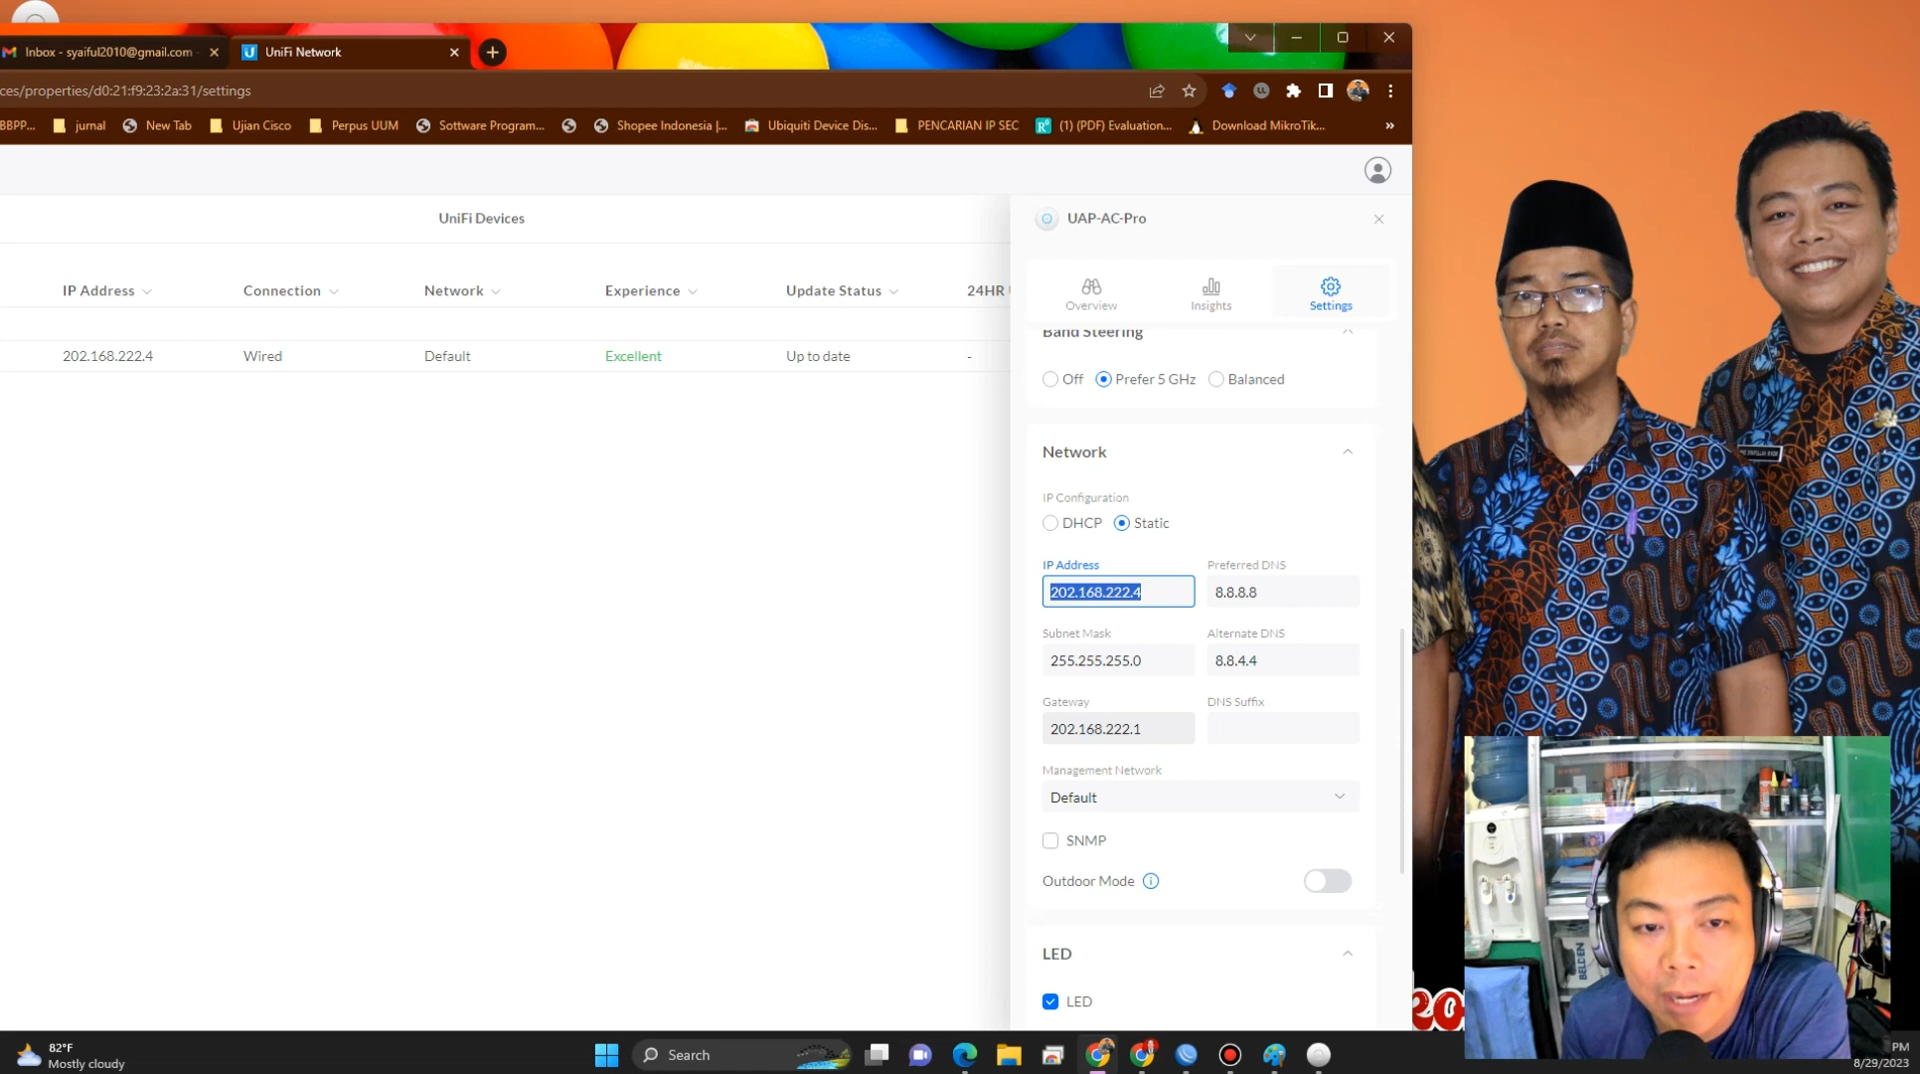 Inbox - syaiful2010@gmail.com -
UniFi Network
ces/properties/d0:21:f9:23:2a:31/settings
BBPP...
jurnal
New Tab
Ujian Cisco
Perpus UUM
Software Program...
Shopee Indonesia |...
Ubiquiti Device Dis...
PENCARIAN IP SEC
(1) (PDF) Evaluation...
Download MikroTik...
»
UniFi Devices
IP Address
Connection
Network
Experience
Update Status
24HR
202.168.222.4
Wired
Default
Excellent
Up to date
-
UAP-AC-Pro
Overview
Insights
Settings
Band Steering
Off
Prefer 5 GHz
Balanced
Network
IP Configuration
DHCP
Static
IP Address
Preferred DNS
202.168.222.4
8.8.8.8
Subnet Mask
Alternate DNS
255.255.255.0
8.8.4.4
Gateway
DNS Suffix
202.168.222.1
Management Network
Default
SNMP
Outdoor Mode
LED
LED
BELDEN
82°F
Mostly cloudy
Search
PM
8/29/2023